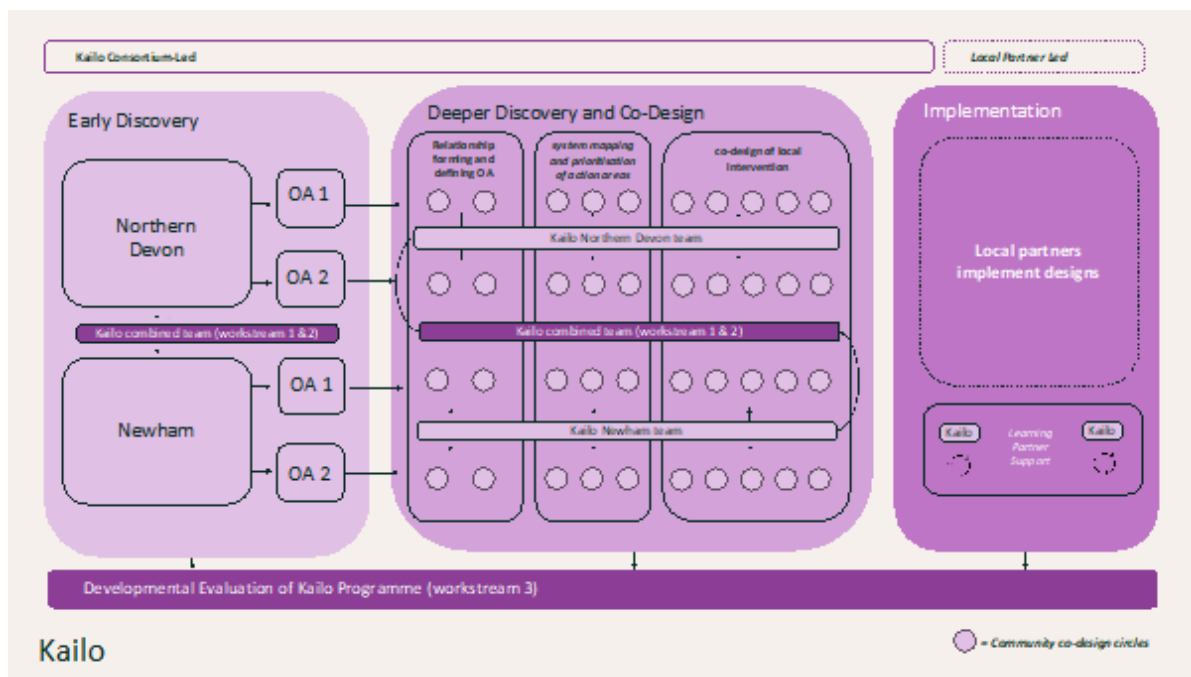 Kailo Consortium-Led
Local Partner Led
Early Discovery
Northern
Devon
OA 1
OA 2
Kailo combined team (workstream 1 & 2)
Newham
OA 1
OA 2
Deeper Discovery and Co-Design
Relationship
forming and
defining OA
system mapping
and prioritisation
of action areas
co-design of local
intervention
Kailo Northern Devon team
Kailo combined team (workstream 1 & 2)
Kailo Newham team
Implementation
Local partners
implement designs
Kailo
Learning
Partner
Support
Kailo
Developmental Evaluation of Kailo Programme (workstream 3)
Kailo
= Community co-design circles